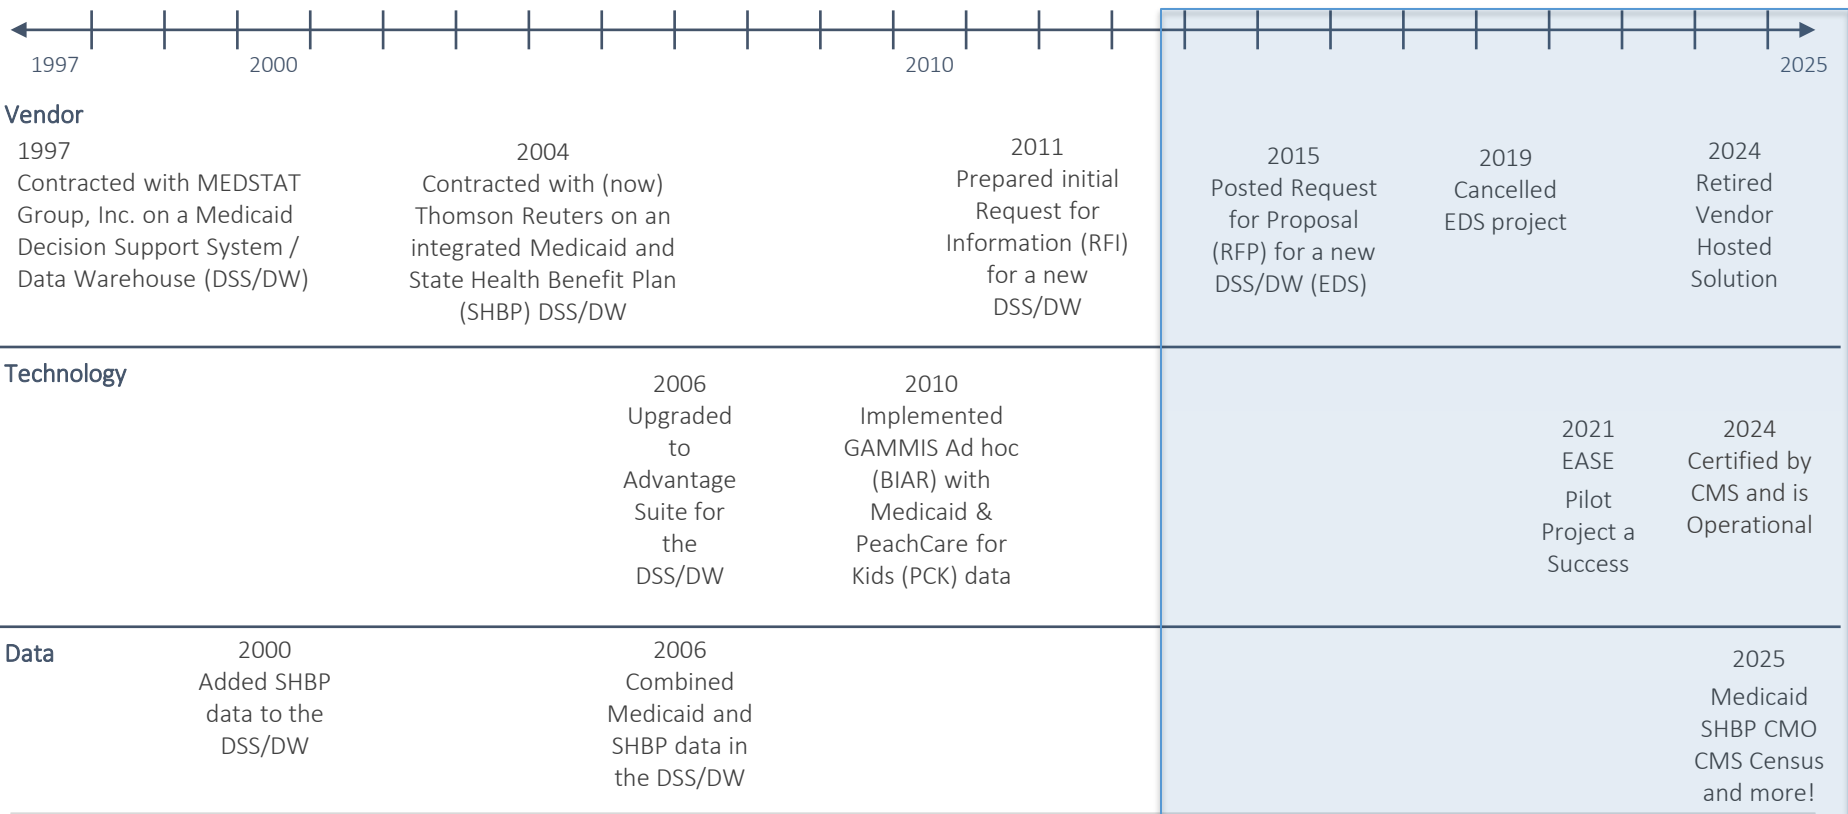 1997
2000
2010
2025
Vendor
1997
Contracted with MEDSTAT
Group, Inc. on a Medicaid
Decision Support System /
Data Warehouse (DSS/DW)
2004
Contracted with (now)
Thomson Reuters on an
integrated Medicaid and
State Health Benefit Plan
(SHBP) DSS/DW
2011
Prepared initial
Request for
Information (RFI)
for a new
DSS/DW
2015
Posted Request
for Proposal
(RFP) for a new
DSS/DW (EDS)
2019
Cancelled
EDS project
2024
Retired
Vendor
Hosted
Solution
Technology
2006
Upgraded
to
Advantage
Suite for
the
DSS/DW
2010
Implemented
GAMMIS Ad hoc
(BIAR) with
Medicaid &
PeachCare for
Kids (PCK) data
2021
EASE
Pilot
Project a
Success
2024
Certified by
CMS and is
Operational
Data
2000
Added SHBP
data to the
DSS/DW
2006
Combined
Medicaid and
SHBP data in
the DSS/DW
2025
Medicaid
SHBP CMO
CMS Census
and more!